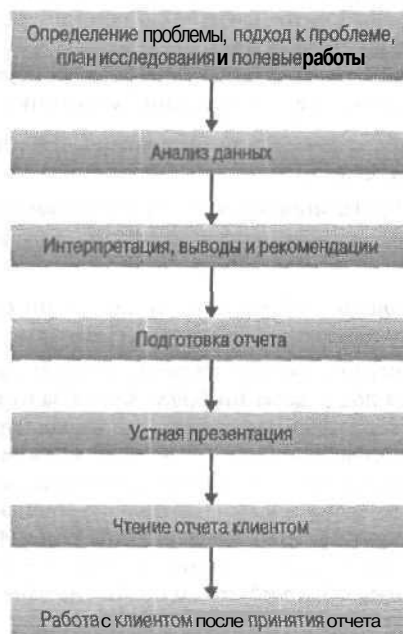 Определение проблемы, подход к проблеме,
план исследования и полевые работы
Анализ данных
Интерпретация, выводы и рекомендации
Подготовка отчета
Устная презентация
Чтение отчета клиентом
Работа с клиентом после принятия отчета